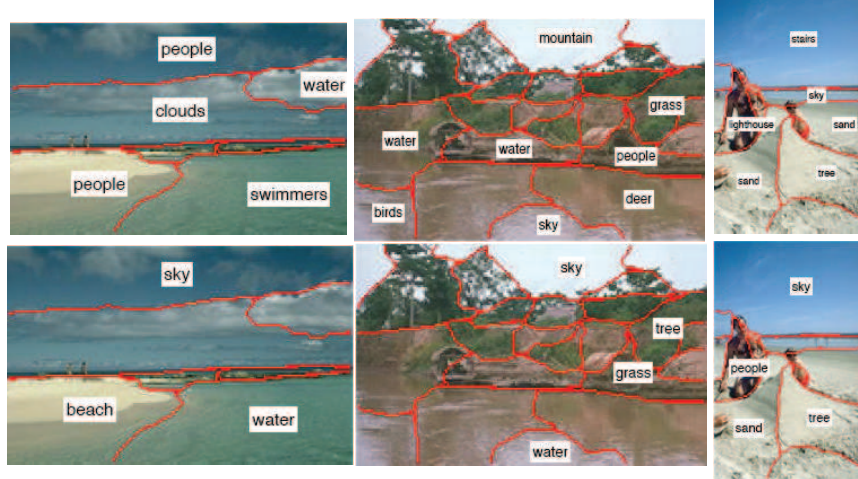 people
water
clouds
people
swimmers
mountain
grass
water
water
people
deer
birds
sky
stairs
sky
lighthouse
sand
tree
sand
sky
beach
water
sky
tree
grass
water
sky
people
tree
sand